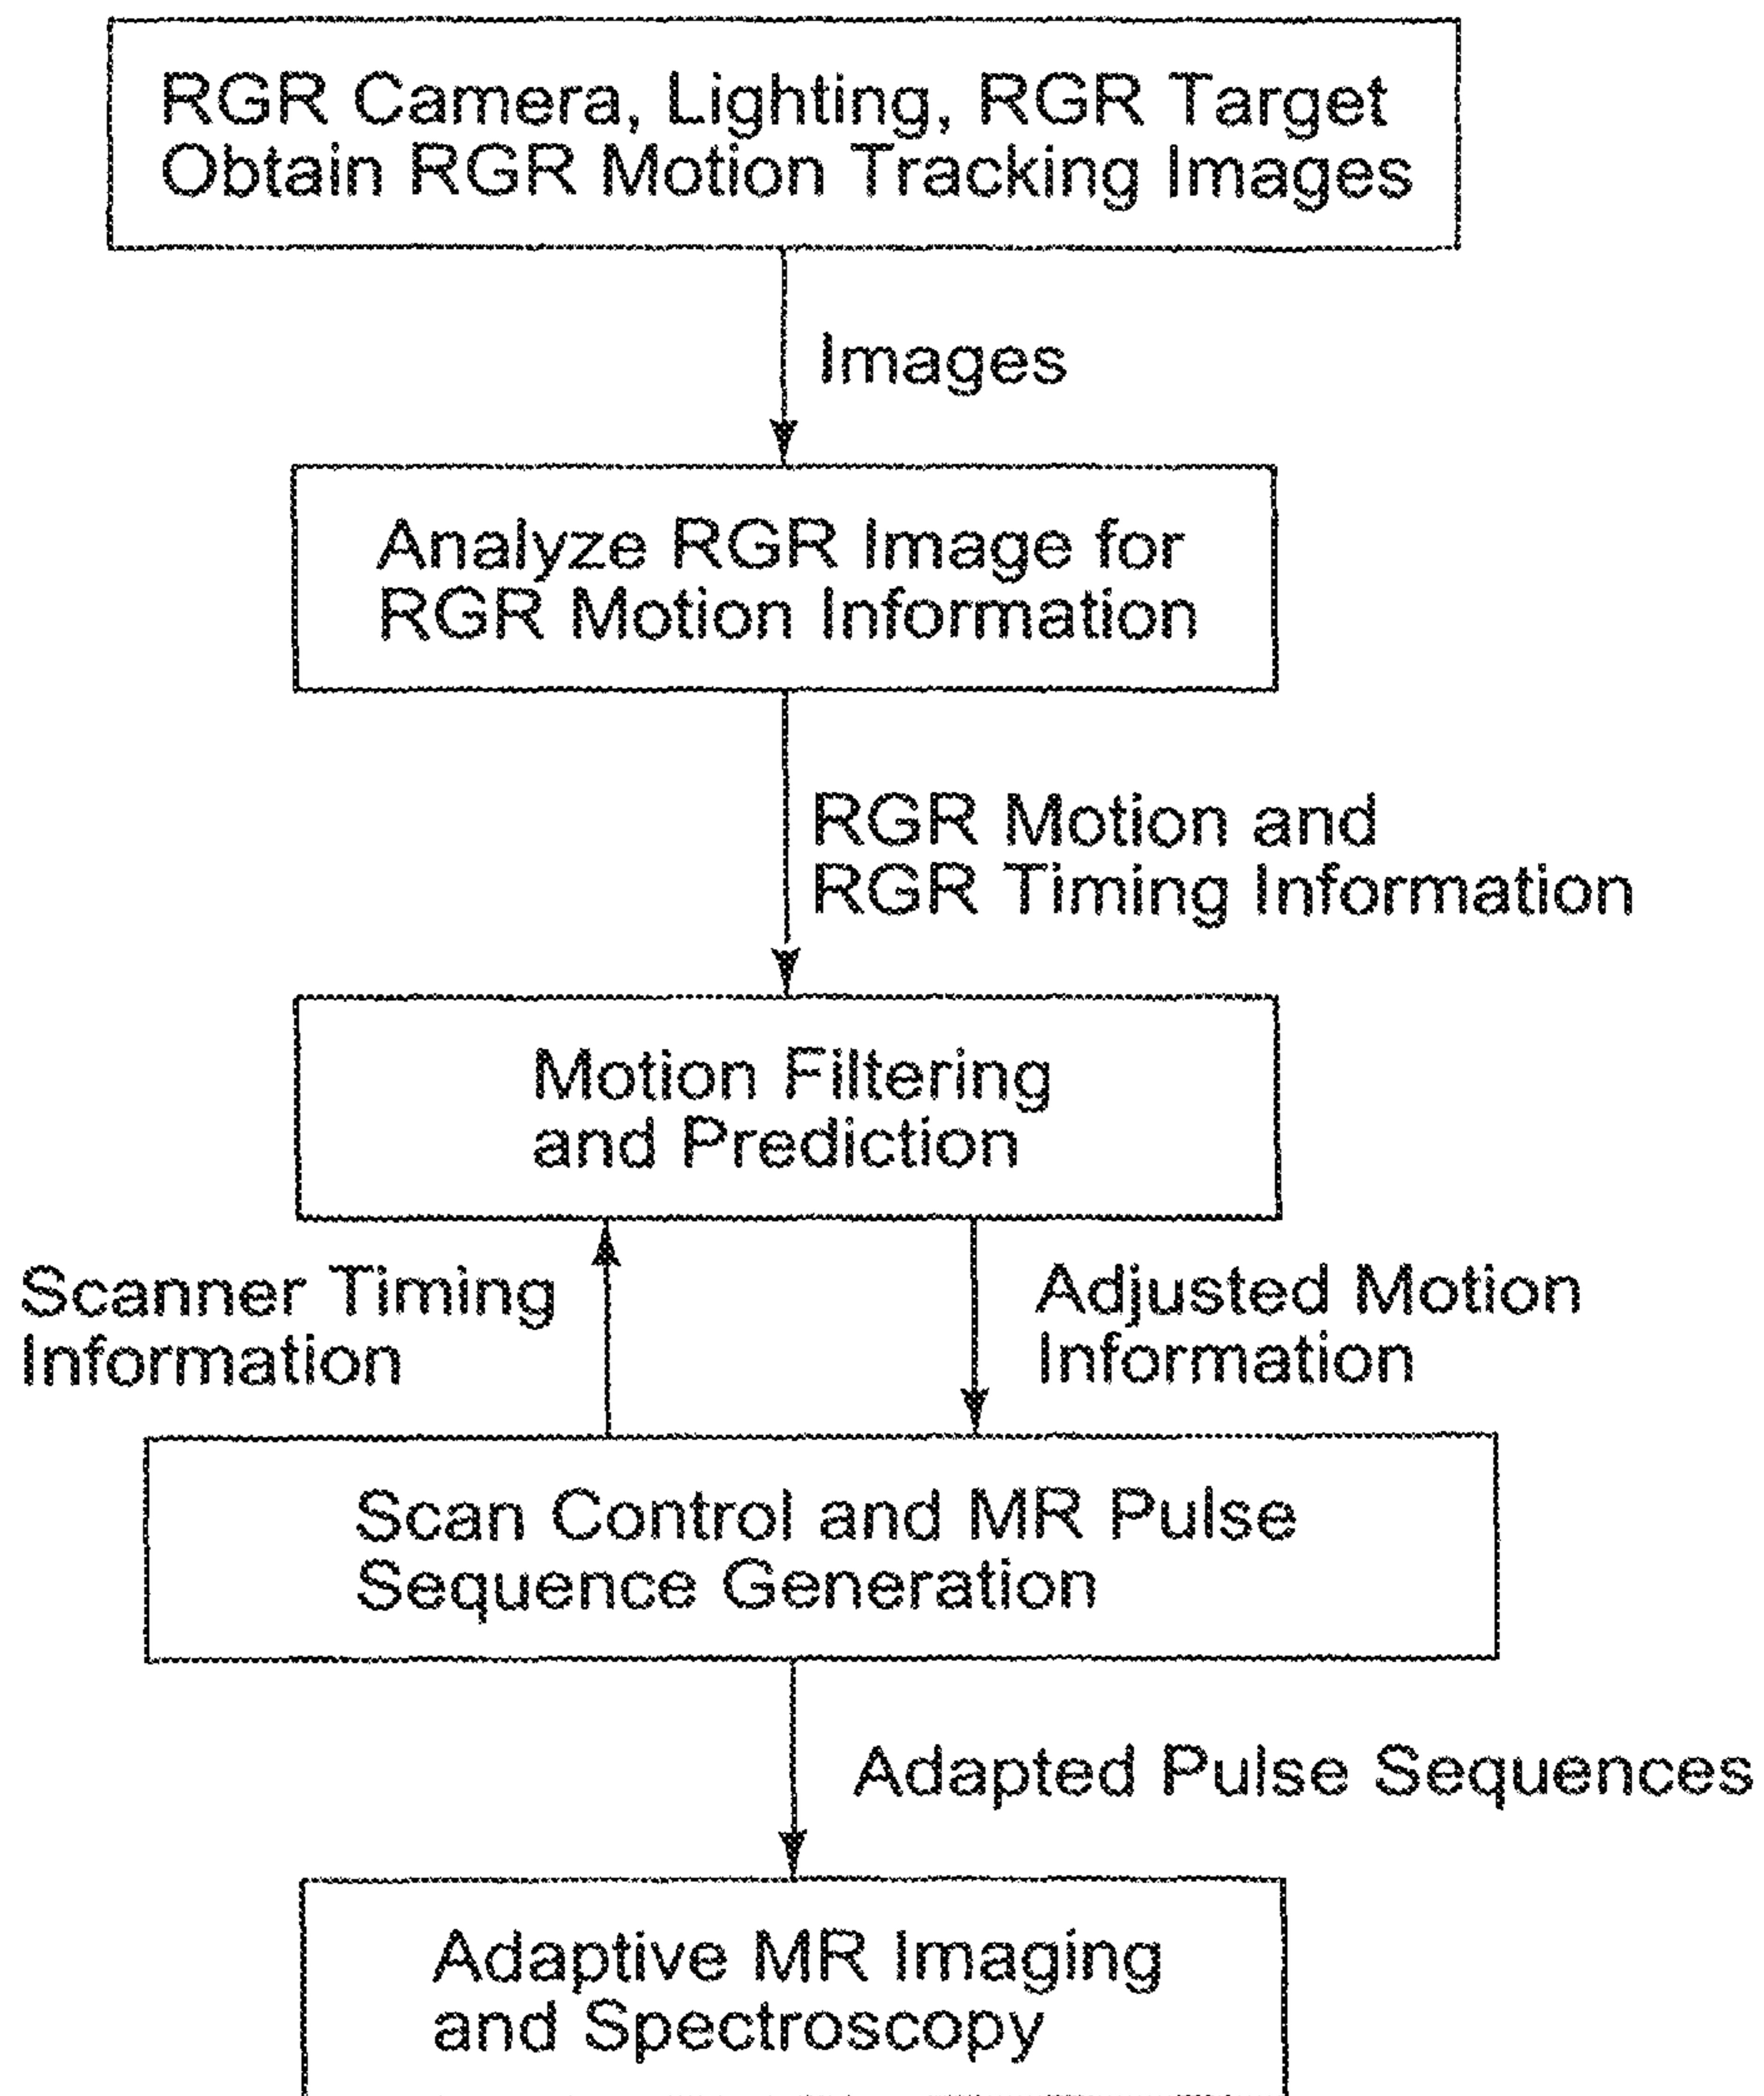 RGR Camera, Lighting, RGR Target
Obtain RGR Motion Tracking Images
Images
Analyze RGR Image for
RGR Motion Information
RGR Motion and
RGR Timing Information
Motion Filtering
and Prediction
Scanner Timing
Information
Adjusted Motion
Information
Scan Control and MR Pulse
Sequence Generation
Adapted Pulse Sequences
Adaptive MR Imaging
and Spectroscopy